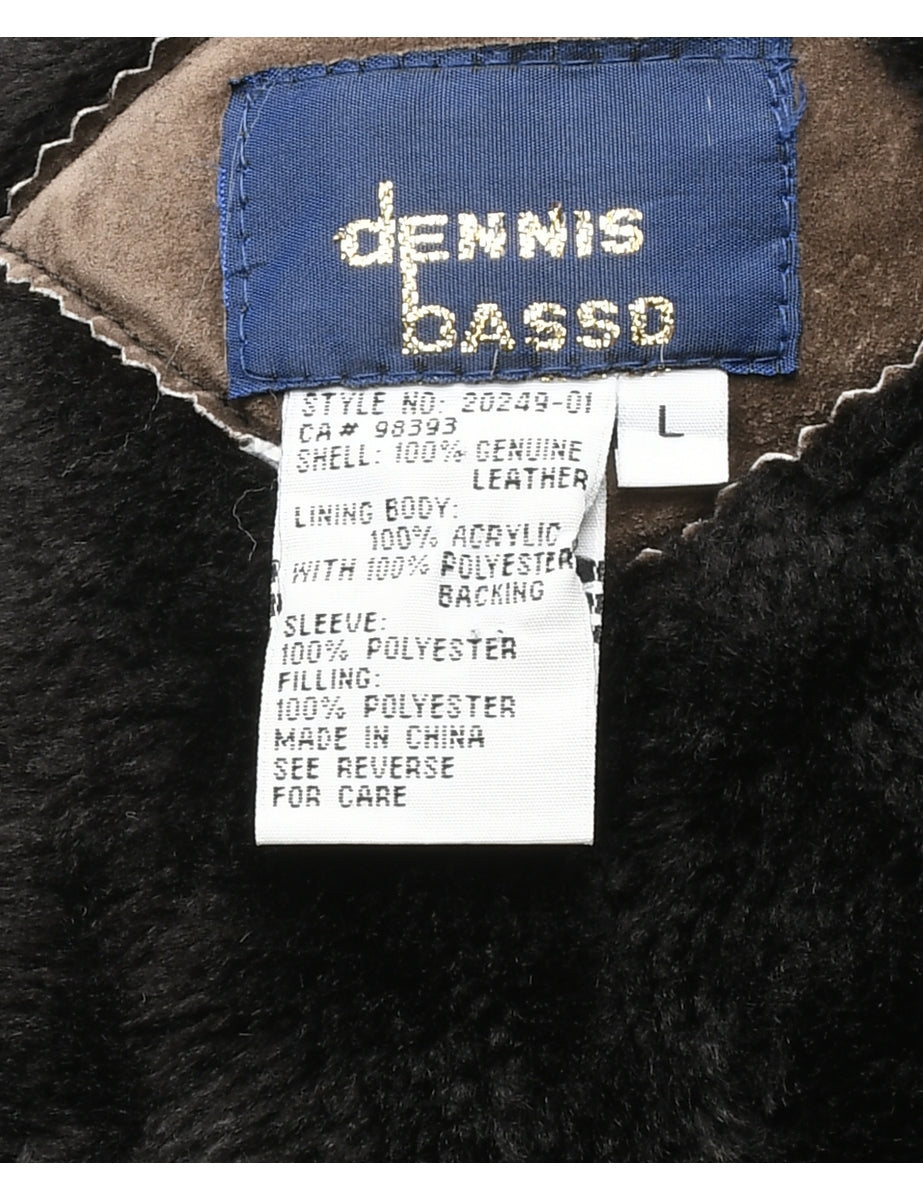 dENNIS
bASSO
L
STYLE NO: 20249-01
CA# 98393
SHELL: 100% GENUINE
LEATHER
LINING BODY:
100% ACRYLIC
WITH 100% POLYESTER
BACKING
SLEEVE:
100% POLYESTER
FILLING:
100% POLYESTER
MADE IN CHINA
SEE REVERSE
FOR CARE